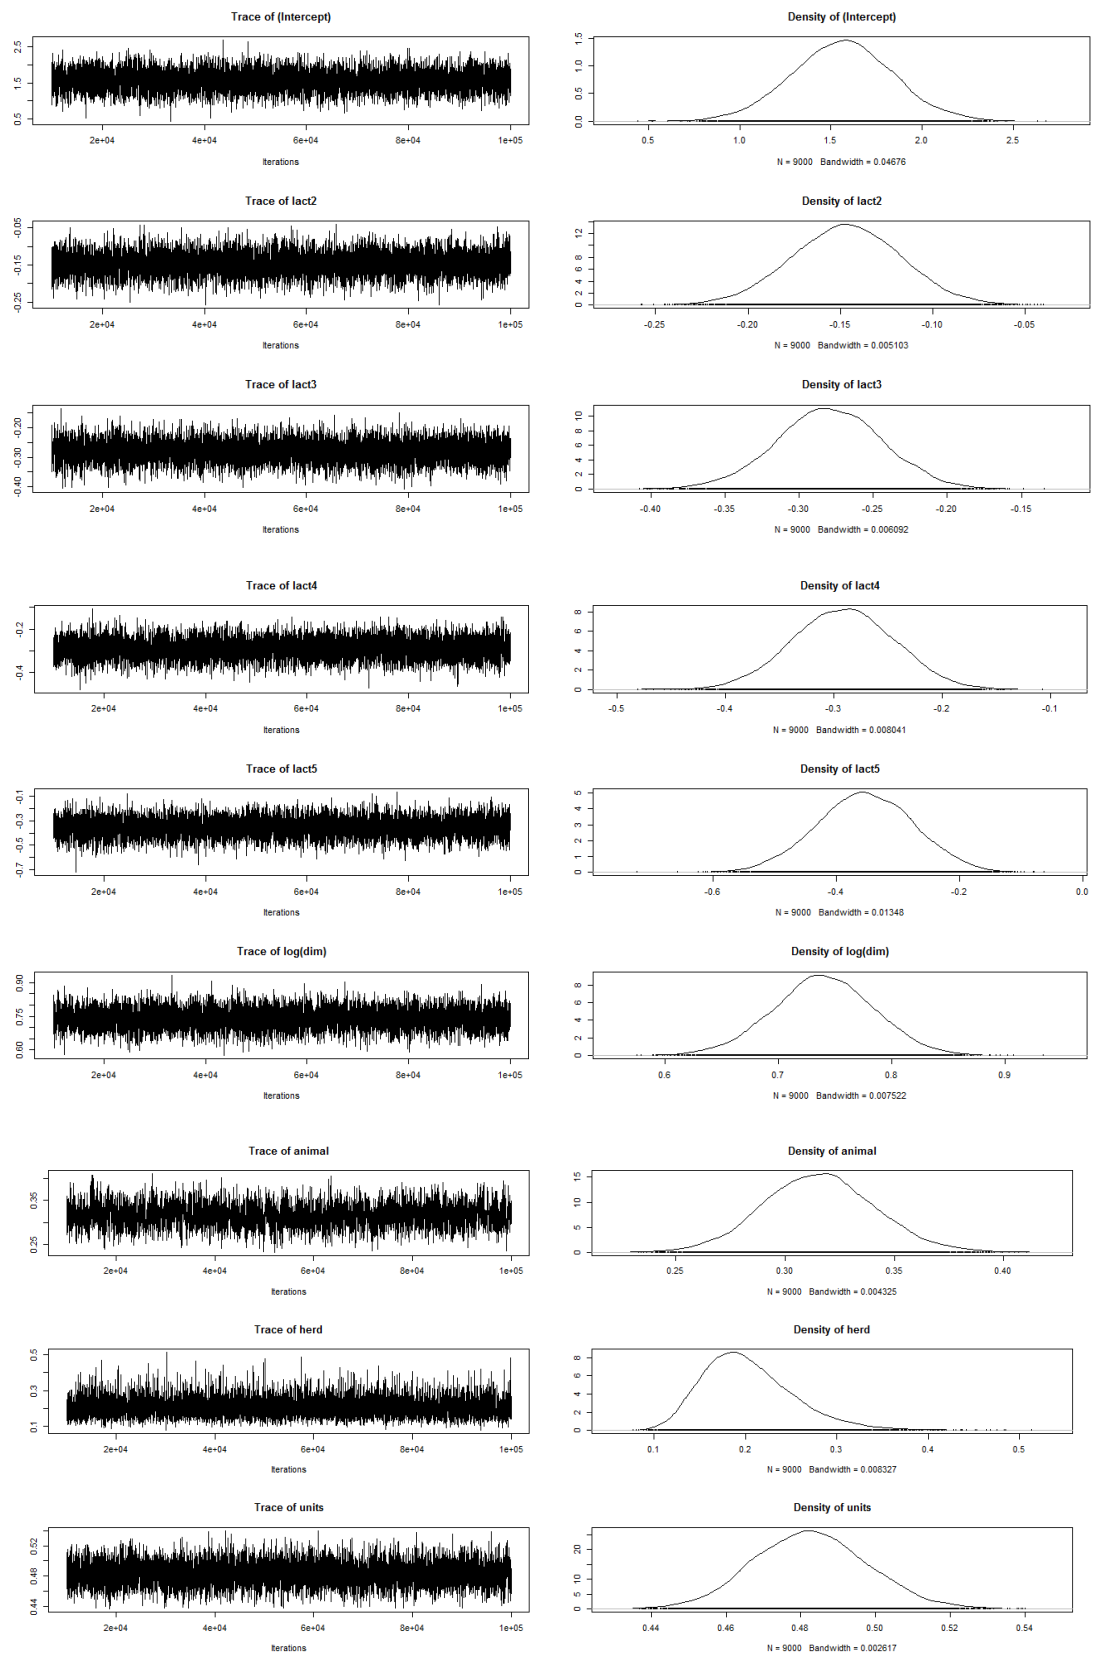 Trace of (Intercept)
Density of (Intercept)
0.5 1.5 2.5
2e+04 4e+04 6e+04 8e+04 1e+05
Iterations
0.0 0.5 1.0 1.5
0.5 1.0 1.5 2.0 2.5
N = 9000 Bandwidth = 0.04676
Trace of lact2
Density of lact2
-0.25 -0.15 -0.05
2e+04 4e+04 6e+04 8e+04 1e+05
Iterations
0 2 4 6 8 12
-0.25 -0.20 -0.15 -0.10 -0.05
N = 9000 Bandwidth = 0.005103
Trace of lact3
Density of lact3
-0.40 -0.30 -0.20
2e+04 4e+04 6e+04 8e+04 1e+05
Iterations
0 2 4 6 8 10
-0.40 -0.35 -0.30 -0.25 -0.20 -0.15
N = 9000 Bandwidth = 0.006092
Trace of lact4
Density of lact4
-0.4 -0.2
2e+04 4e+04 6e+04 8e+04 1e+05
Iterations
0 2 4 6 8
-0.5 -0.4 -0.3 -0.2 -0.1
N = 9000 Bandwidth = 0.008041
Trace of lact5
Density of lact5
-0.7 -0.5 -0.3 -0.1
2e+04 4e+04 6e+04 8e+04 1e+05
Iterations
0 1 2 3 4 5
-0.6 -0.4 -0.2 0.0
N = 9000 Bandwidth = 0.01348
Trace of log(dim)
Density of log(dim)
0.60 0.75 0.90
2e+04 4e+04 6e+04 8e+04 1e+05
Iterations
0 2 4 6 8
0.6 0.7 0.8 0.9
N = 9000 Bandwidth = 0.007522
Trace of animal
Density of animal
0.25 0.35
2e+04 4e+04 6e+04 8e+04 1e+05
Iterations
0 5 10 15
0.25 0.30 0.35 0.40
N = 9000 Bandwidth = 0.004325
Trace of herd
Density of herd
0.1 0.3 0.5
2e+04 4e+04 6e+04 8e+04 1e+05
Iterations
0 2 4 6 8
0.1 0.2 0.3 0.4 0.5
N = 9000 Bandwidth = 0.008327
Trace of units
Density of units
0.44 0.48 0.52
2e+04 4e+04 6e+04 8e+04 1e+05
Iterations
0 5 10 20
0.44 0.46 0.48 0.50 0.52 0.54
N = 9000 Bandwidth = 0.002617